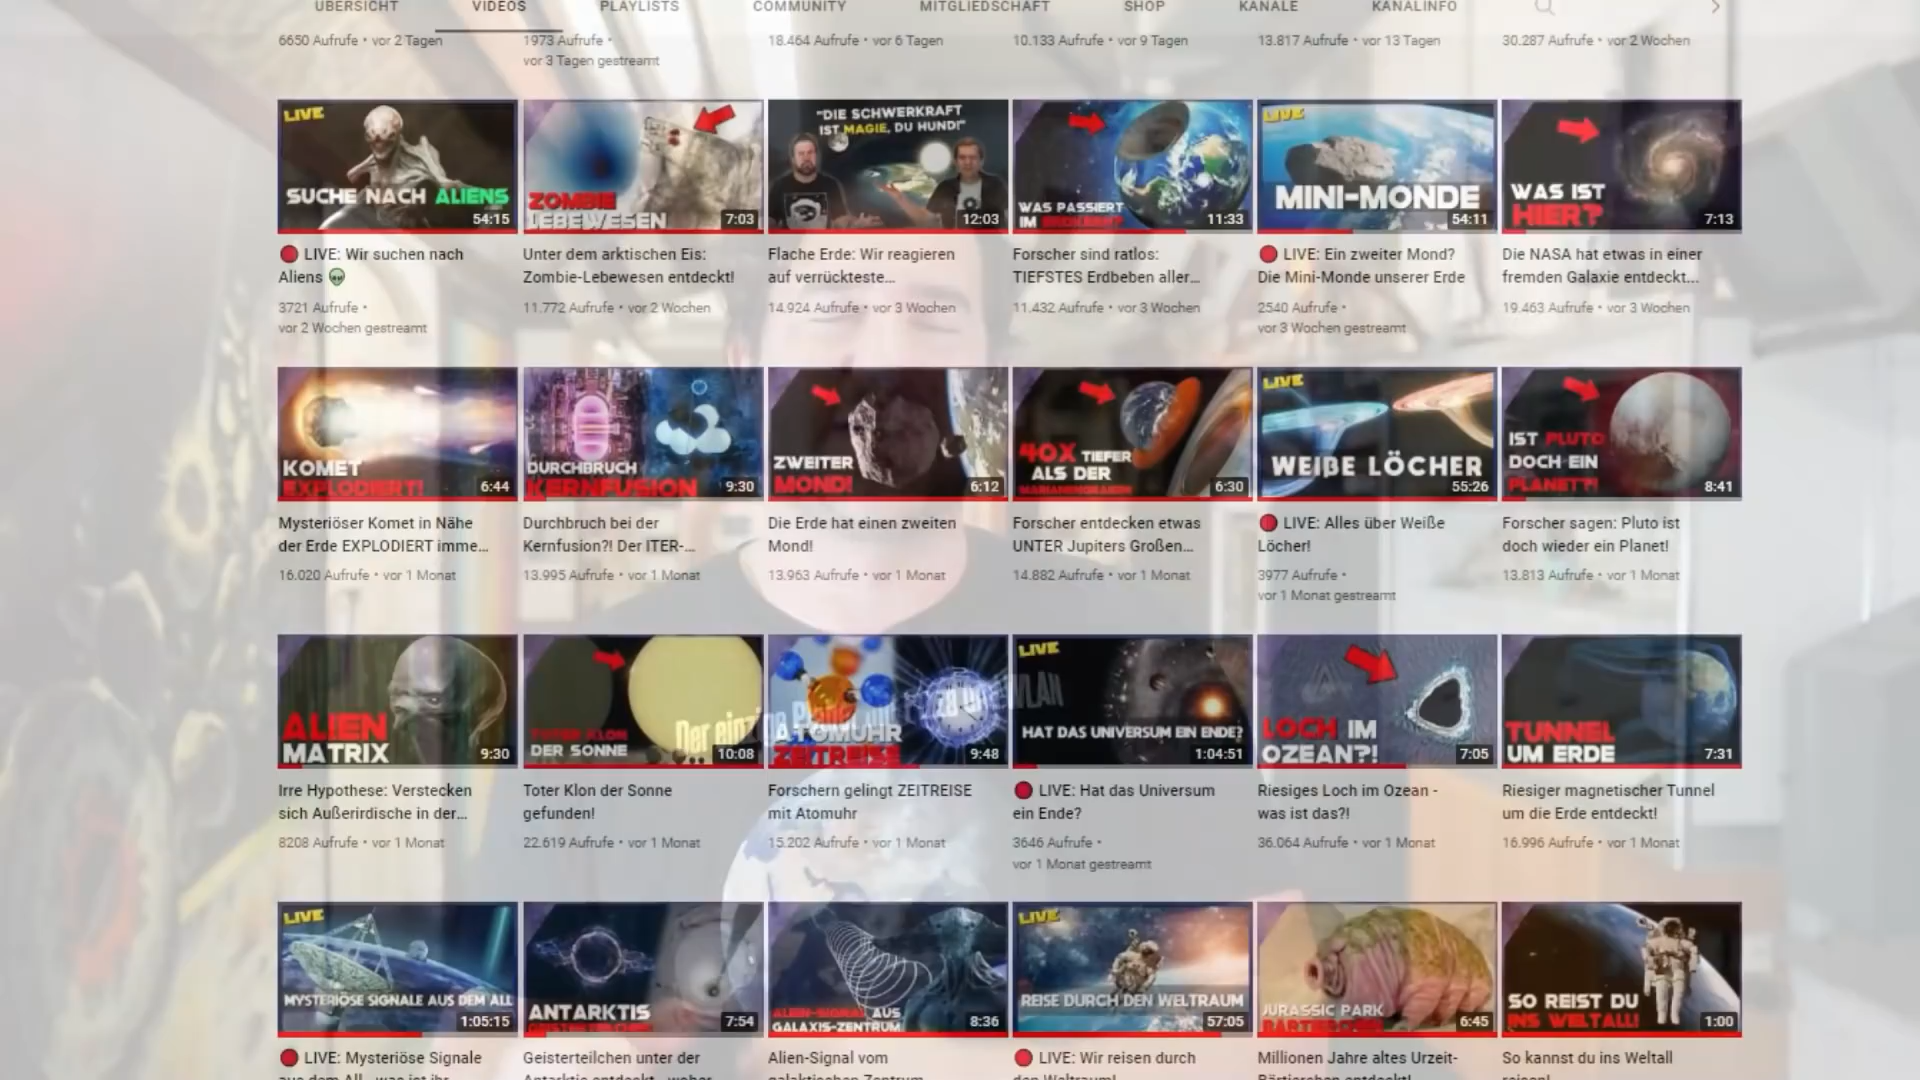 ÜBERSICHT VIDEOS PLAYLISTS COMMUNITY MITGLIEDSCHAFT SHOP KANÄLE KANALINFO
6650 Aufrufe • vor 2 Tagen
1973 Aufrufe •
vor 3 Tagen gestreamt
18.464 Aufrufe • vor 6 Tagen
10.133 Aufrufe • vor 9 Tagen
13.817 Aufrufe • vor 13 Tagen
30.287 Aufrufe • vor 2 Wochen
LIVE
SUCHE NACH ALIENS
54:15
🔴 LIVE: Wir suchen nach
Aliens 👽
3721 Aufrufe •
vor 2 Wochen gestreamt
ZOMBIE
LEBEWESEN
7:03
Unter dem arktischen Eis:
Zombie-Lebewesen entdeckt!
11.772 Aufrufe • vor 2 Wochen
"DIE SCHWERKRAFT
IST MAGIE, DU HUND!"
12:03
Flache Erde: Wir reagieren
auf verrückteste...
14.924 Aufrufe • vor 3 Wochen
WAS PASSIERT
IM
11:33
Forscher sind ratlos:
TIEFSTES Erdbeben aller...
11.432 Aufrufe • vor 3 Wochen
LIVE
MINI-MONDE
54:11
🔴 LIVE: Ein zweiter Mond?
Die Mini-Monde unserer Erde
2540 Aufrufe •
vor 3 Wochen gestreamt
WAS IST
HIER?
7:13
Die NASA hat etwas in einer
fremden Galaxie entdeckt...
19.463 Aufrufe • vor 3 Wochen
KOMET
EXPLODIERT!
6:44
Mysteriöser Komet in Nähe
der Erde EXPLODIERT imme...
16.020 Aufrufe • vor 1 Monat
DURCHBRUCH
KERNFUSION
9:30
Durchbruch bei der
Kernfusion?! Der ITER-...
13.995 Aufrufe • vor 1 Monat
ZWEITER
MOND!
6:12
Die Erde hat einen zweiten
Mond!
13.963 Aufrufe • vor 1 Monat
40X TIEFER
ALS DER
6:30
Forscher entdecken etwas
UNTER Jupiters Großen...
14.882 Aufrufe • vor 1 Monat
LIVE
WEIßE LÖCHER
55:26
🔴 LIVE: Alles über Weiße
Löcher!
3977 Aufrufe •
vor 1 Monat gestreamt
IST PLUTO
DOCH EIN
PLANET?!
8:41
Forscher sagen: Pluto ist
doch wieder ein Planet!
13.813 Aufrufe • vor 1 Monat
ALIEN
MATRIX
9:30
Irre Hypothese: Verstecken
sich Außerirdische in der...
8208 Aufrufe • vor 1 Monat
TOTER KLON
DER SONNE
10:08
Toter Klon der Sonne
gefunden!
22.619 Aufrufe • vor 1 Monat
ATOMUHR
ZEITREISE
9:48
Forschern gelingt ZEITREISE
mit Atomuhr
15.202 Aufrufe • vor 1 Monat
LIVE
HAT DAS UNIVERSUM EIN ENDE?
1:04:51
🔴 LIVE: Hat das Universum
ein Ende?
3646 Aufrufe •
vor 1 Monat gestreamt
LOCH IM
OZEAN?!
7:05
Riesiges Loch im Ozean -
was ist das?!
36.064 Aufrufe • vor 1 Monat
TUNNEL
UM ERDE
7:31
Riesiger magnetischer Tunnel
um die Erde entdeckt!
16.996 Aufrufe • vor 1 Monat
LIVE
MYSTERIÖSE SIGNALE AUS DEM ALL
1:05:15
🔴 LIVE: Mysteriöse Signale
ANTARKTIS
7:54
Geisterteilchen unter der
ALIEN-SIGNAL AUS
GALAXIS-ZENTRUM
8:36
Alien-Signal vom
LIVE
REISE DURCH DEN WELTRAUM
57:05
🔴 LIVE: Wir reisen durch
JURASSIC PARK
6:45
Millionen Jahre altes Urzeit-
SO REIST DU
INS WELTALL!
1:00
So kannst du ins Weltall